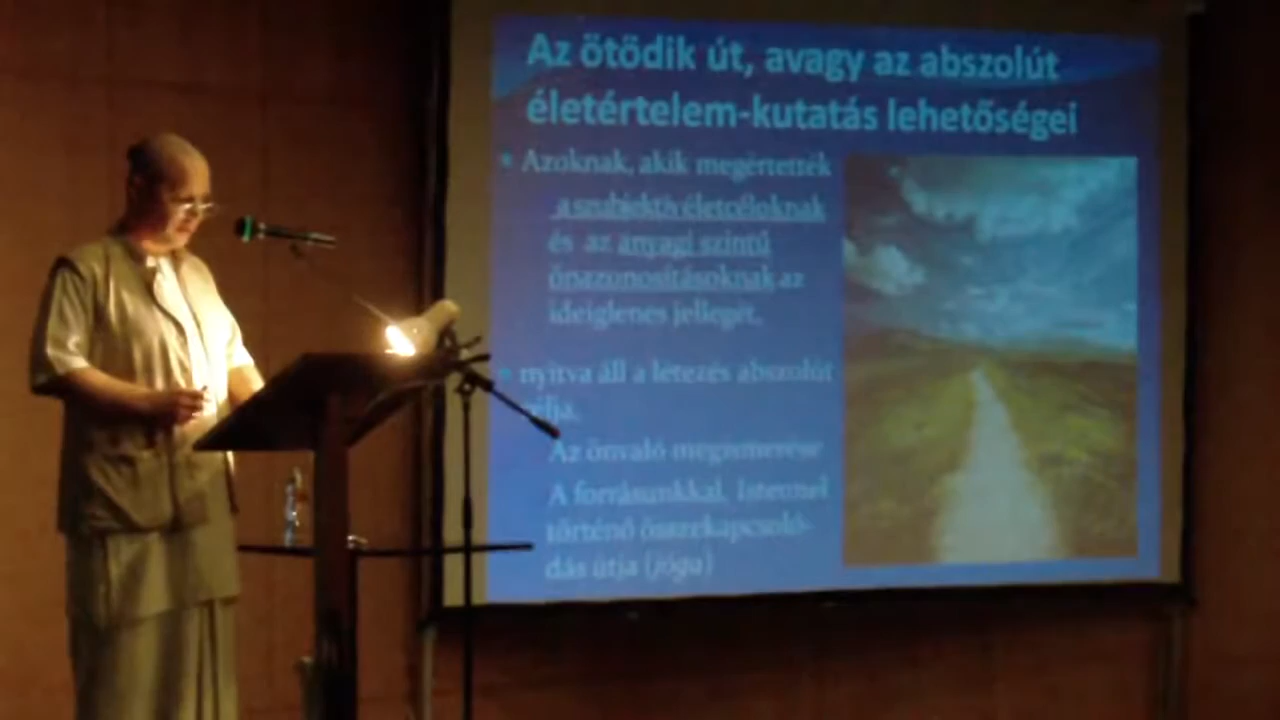 Az ötödik út, avagy az abszolút
életértelem-kutatás lehetőségei
Azoknak, akik megértették
a szubjektív életcéloknak
és az anyagi szintű
önazonosításoknak az
ideiglenes jellegét,
nyitva áll a létezés abszolút
célja.
Az önvaló megismerése
A forrásunkkal, Istennel
történő összekapcsoló-
dás útja (jóga)